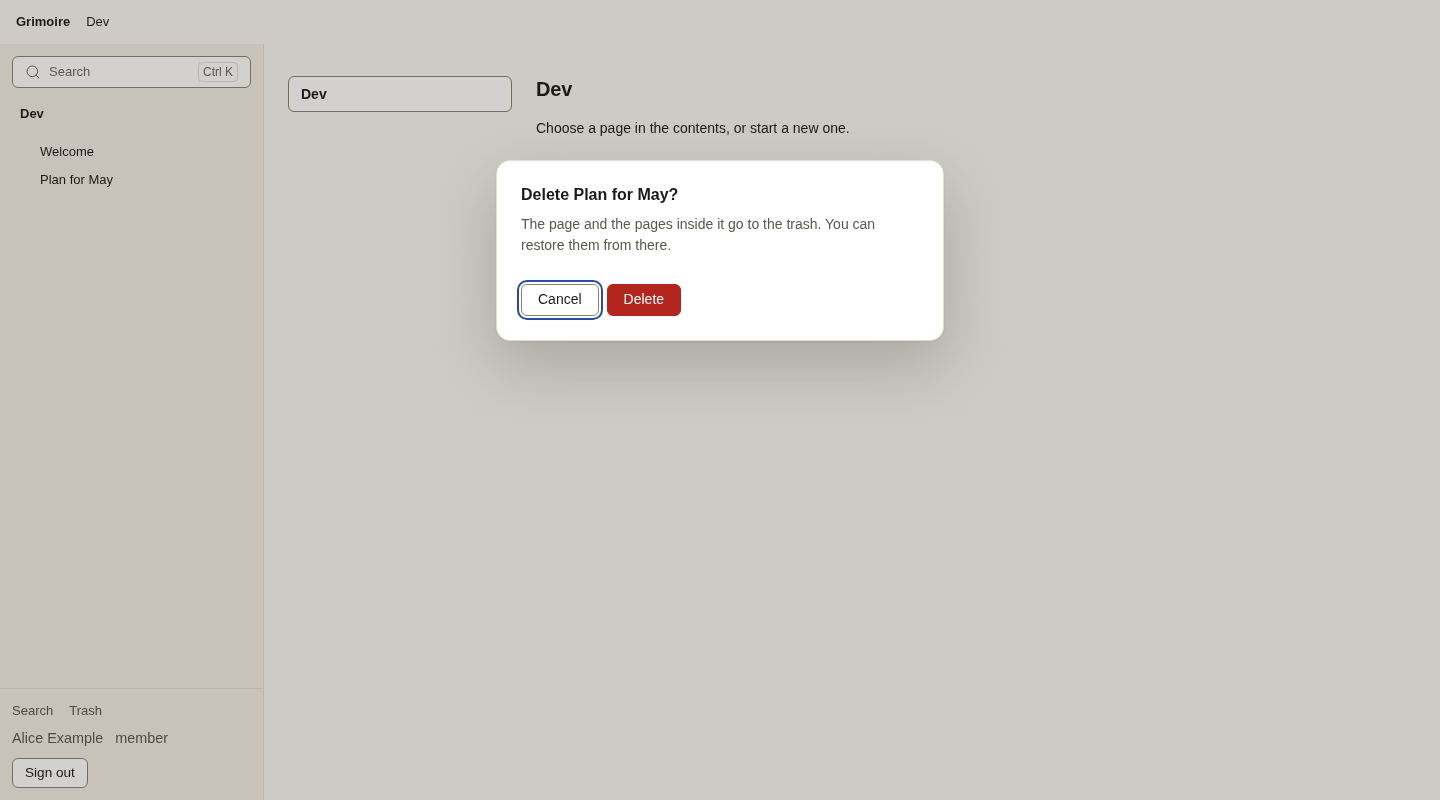 Grimoire Dev
Search Ctrl K
Dev
Welcome
Plan for May
Search Trash
Alice Example member
Sign out
Dev
Dev
Choose a page in the contents, or start a new one.
Delete Plan for May?
The page and the pages inside it go to the trash. You can
restore them from there.
Cancel Delete